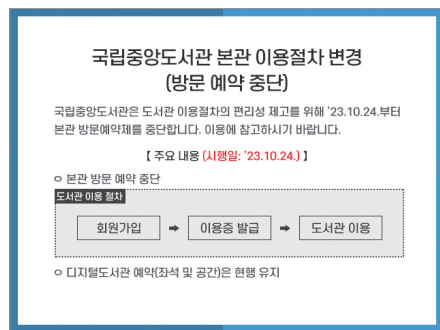 국립중앙도서관 본관 이용절차 변경
(방문 예약 중단)
국립중앙도서관은 도서관 이용절차의 편리성 제고를 위해 '23.10.24.부터
본관 방문예약제를 중단합니다. 이용에 참고하시기 바랍니다.
【 주요 내용 (시행일: '23.10.24.) 】
ㅇ 본관 방문 예약 중단
도서관 이용 절차
회원가입 ➡ 이용증 발급 ➡ 도서관 이용
ㅇ 디지털도서관 예약(좌석 및 공간)은 현행 유지